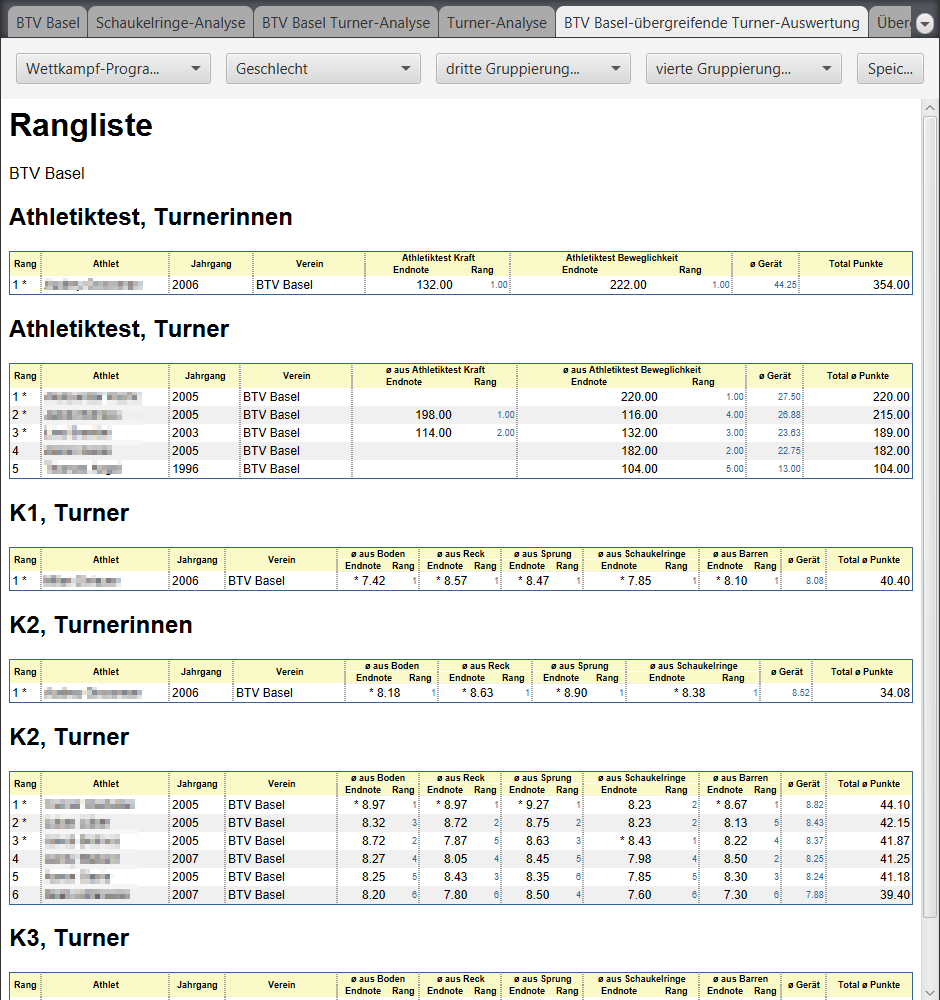 BTV Basel Schaukelringe-Analyse BTV Basel Turner-Analyse Turner-Analyse BTV Basel-übergreifende Turner-Auswertung
Wettkampf-Progra... Geschlecht dritte Gruppierung... vierte Gruppierung... Speic...
Rangliste
BTV Basel
Athletiktest, Turnerinnen
Rang Athlet Jahrgang Verein Athletiktest Kraft Athletiktest Beweglichkeit ø Gerät Total Punkte
Endnote Rang Endnote Rang
1 * 2006 BTV Basel 132.00 1.00 222.00 1.00 44.25 354.00
Athletiktest, Turner
Rang Athlet Jahrgang Verein ø aus Athletiktest Kraft ø aus Athletiktest Beweglichkeit ø Gerät Total ø Punkte
Endnote Rang Endnote Rang
1 * 2005 BTV Basel 220.00 1.00 27.50 220.00
2 * 2005 BTV Basel 198.00 1.00 116.00 4.00 26.88 215.00
3 * 2003 BTV Basel 114.00 2.00 132.00 3.00 23.63 189.00
4 2005 BTV Basel 182.00 2.00 22.75 182.00
5 1996 BTV Basel 104.00 5.00 13.00 104.00
K1, Turner
Rang Athlet Jahrgang Verein ø aus Boden ø aus Reck ø aus Sprung ø aus Schaukelringe ø aus Barren ø Gerät Total ø Punkte
Endnote Rang Endnote Rang Endnote Rang Endnote Rang Endnote Rang
1 * 2006 BTV Basel * 7.42 1 * 8.57 1 * 8.47 1 * 7.85 1 * 8.10 1 8.08 40.40
K2, Turnerinnen
Rang Athlet Jahrgang Verein ø aus Boden ø aus Reck ø aus Sprung ø aus Schaukelringe ø Gerät Total ø Punkte
Endnote Rang Endnote Rang Endnote Rang Endnote Rang
1 * 2006 BTV Basel * 8.18 1 * 8.63 1 * 8.90 1 * 8.38 1 8.52 34.08
K2, Turner
Rang Athlet Jahrgang Verein ø aus Boden ø aus Reck ø aus Sprung ø aus Schaukelringe ø aus Barren ø Gerät Total ø Punkte
Endnote Rang Endnote Rang Endnote Rang Endnote Rang Endnote Rang
1 * 2005 BTV Basel * 8.97 1 * 8.97 1 * 9.27 1 8.23 2 * 8.67 1 8.82 44.10
2 * 2005 BTV Basel 8.32 3 8.72 2 8.75 2 8.23 2 8.13 5 8.43 42.15
3 * 2005 BTV Basel 8.72 2 7.87 5 8.63 3 * 8.43 1 8.22 4 8.37 41.87
4 2007 BTV Basel 8.27 4 8.05 4 8.45 5 7.98 4 8.50 2 8.25 41.25
5 2005 BTV Basel 8.25 5 8.43 3 8.35 6 7.85 5 8.30 3 8.24 41.18
6 2007 BTV Basel 8.20 6 7.80 6 8.50 4 7.60 6 7.30 6 7.88 39.40
K3, Turner
Rang Athlet Jahrgang Verein ø aus Boden ø aus Reck ø aus Sprung ø aus Schaukelringe ø aus Barren ø Gerät Total ø Punkte
Endnote Rang Endnote Rang Endnote Rang Endnote Rang Endnote Rang